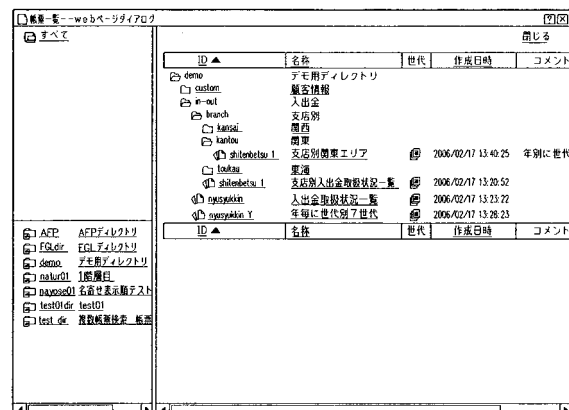 帳票一覧--webページダイアログ
すべて
閉じる
ID▲ 名称 世代 作成日時 コメント
demo デモ用ディレクトリ
custom 顧客情報
in-out 入出金
branch 支店別
kansai 関西
kantou 関東
shitenbetsu 1 支店別関東エリア 2006/02/17 13:40:25 年別に世代
toukau 東海
shitenbetsu 1 支店別入出金取扱状況一覧 2006/02/17 13:20:52
nyusyukkin 入出金取扱状況一覧 2006/02/17 13:23:22
nyusyukkin Y 年毎に世代別7世代 2006/02/17 13:26:23
ID▲ 名称 世代 作成日時 コメント
AFP AFPディレクトリ
FGLdir FGLディレクトリ
demo デモ用ディレクトリ
natur01 1階層目
nayose01 名寄せ表示順テスト
test01dir test01
test dir 複数帳票検索 帳票